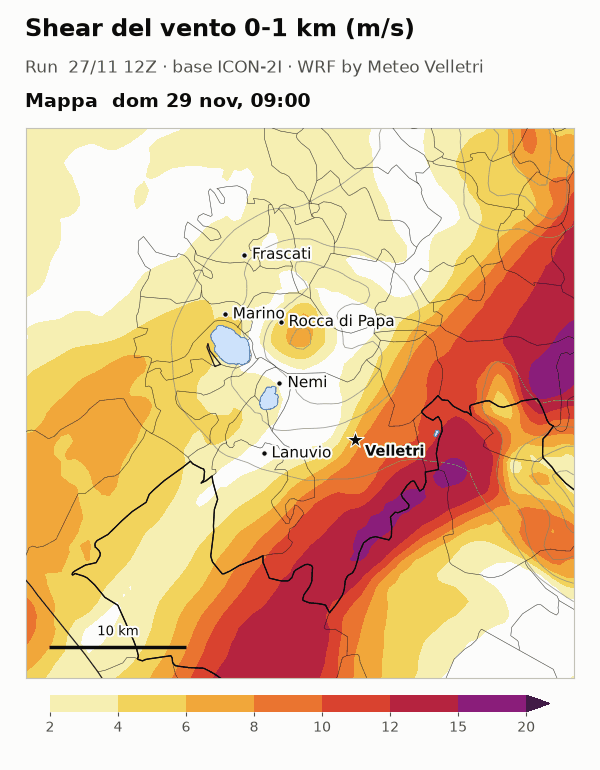 Shear del vento 0-1 km (m/s)
Run  27/11 12Z · base ICON-2I · WRF by Meteo Velletri
Mappa  dom 29 nov, 09:00
Frascati
Marino
Rocca di Papa
Nemi
Velletri
Lanuvio
10 km
2 4 6 8 10 12 15 20